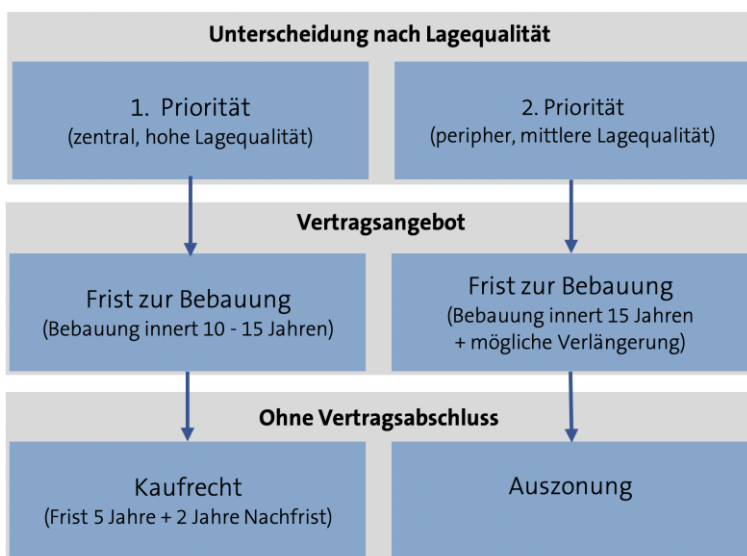 Unterscheidung nach Lagequalität
1. Priorität
(zentral, hohe Lagequalität)
2. Priorität
(peripher, mittlere Lagequalität)
Vertragsangebot
Frist zur Bebauung
(Bebauung innert 10 - 15 Jahren)
Frist zur Bebauung
(Bebauung innert 15 Jahren
+ mögliche Verlängerung)
Ohne Vertragsabschluss
Kaufrecht
(Frist 5 Jahre + 2 Jahre Nachfrist)
Auszonung